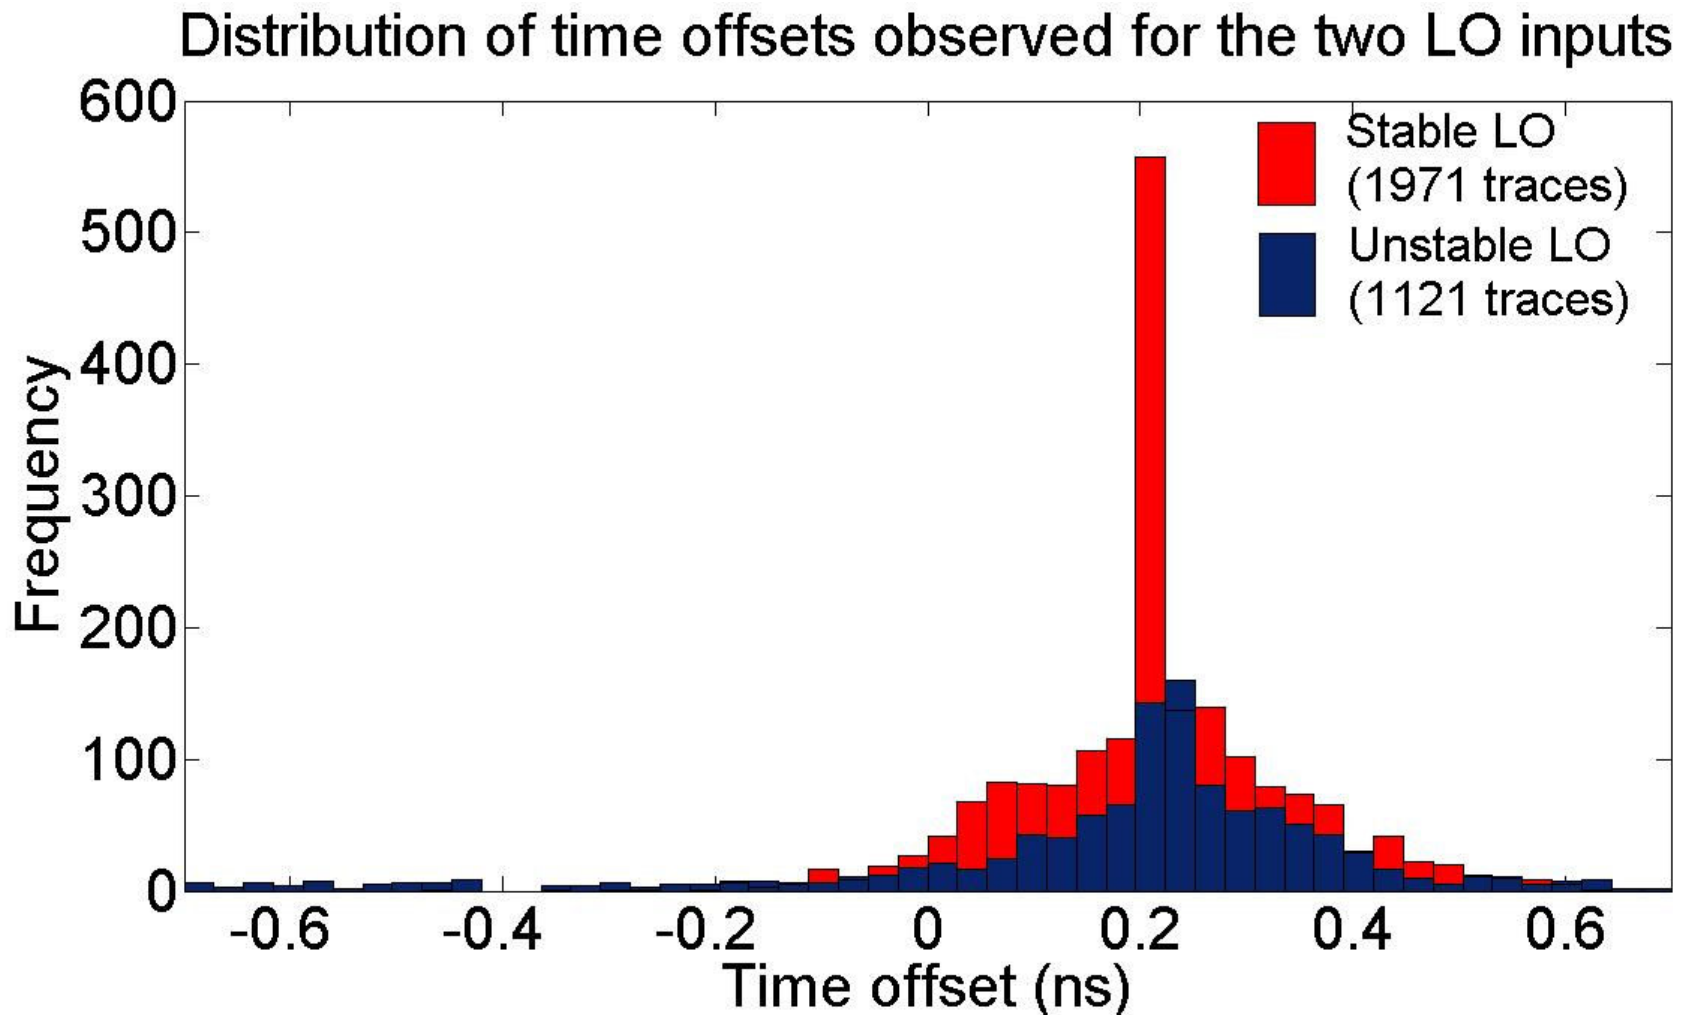 Distribution of time offsets observed for the two LO inputs
600
500
400
300
200
100
0
Frequency
Stable LO
(1971 traces)
Unstable LO
(1121 traces)
-0.6 -0.4 -0.2 0 0.2 0.4 0.6
Time offset (ns)